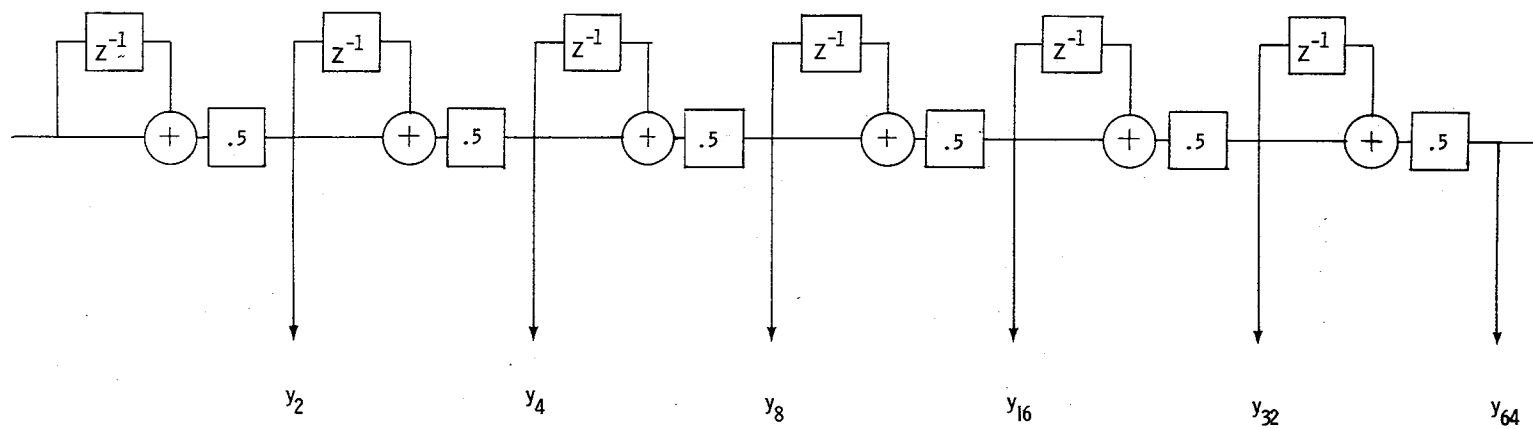 z⁻¹ z⁻¹ z⁻¹ z⁻¹ z⁻¹ z⁻¹
+ .5 + .5 + .5 + .5 + .5 + .5
y₂ y₄ y₈ y₁₆ y₃₂ y₆₄